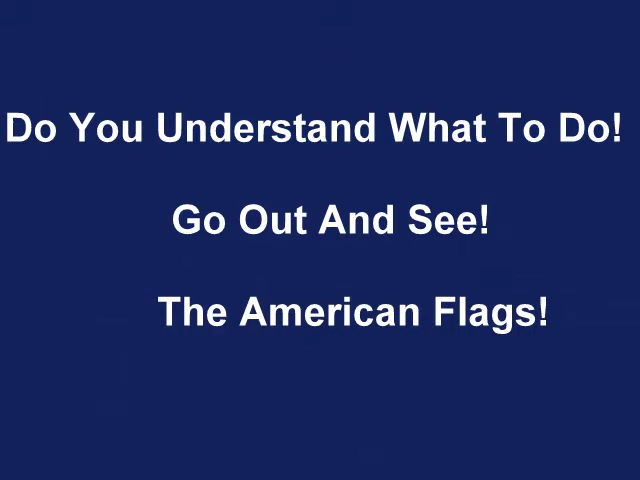 Do You Understand What To Do!
Go Out And See!
The American Flags!